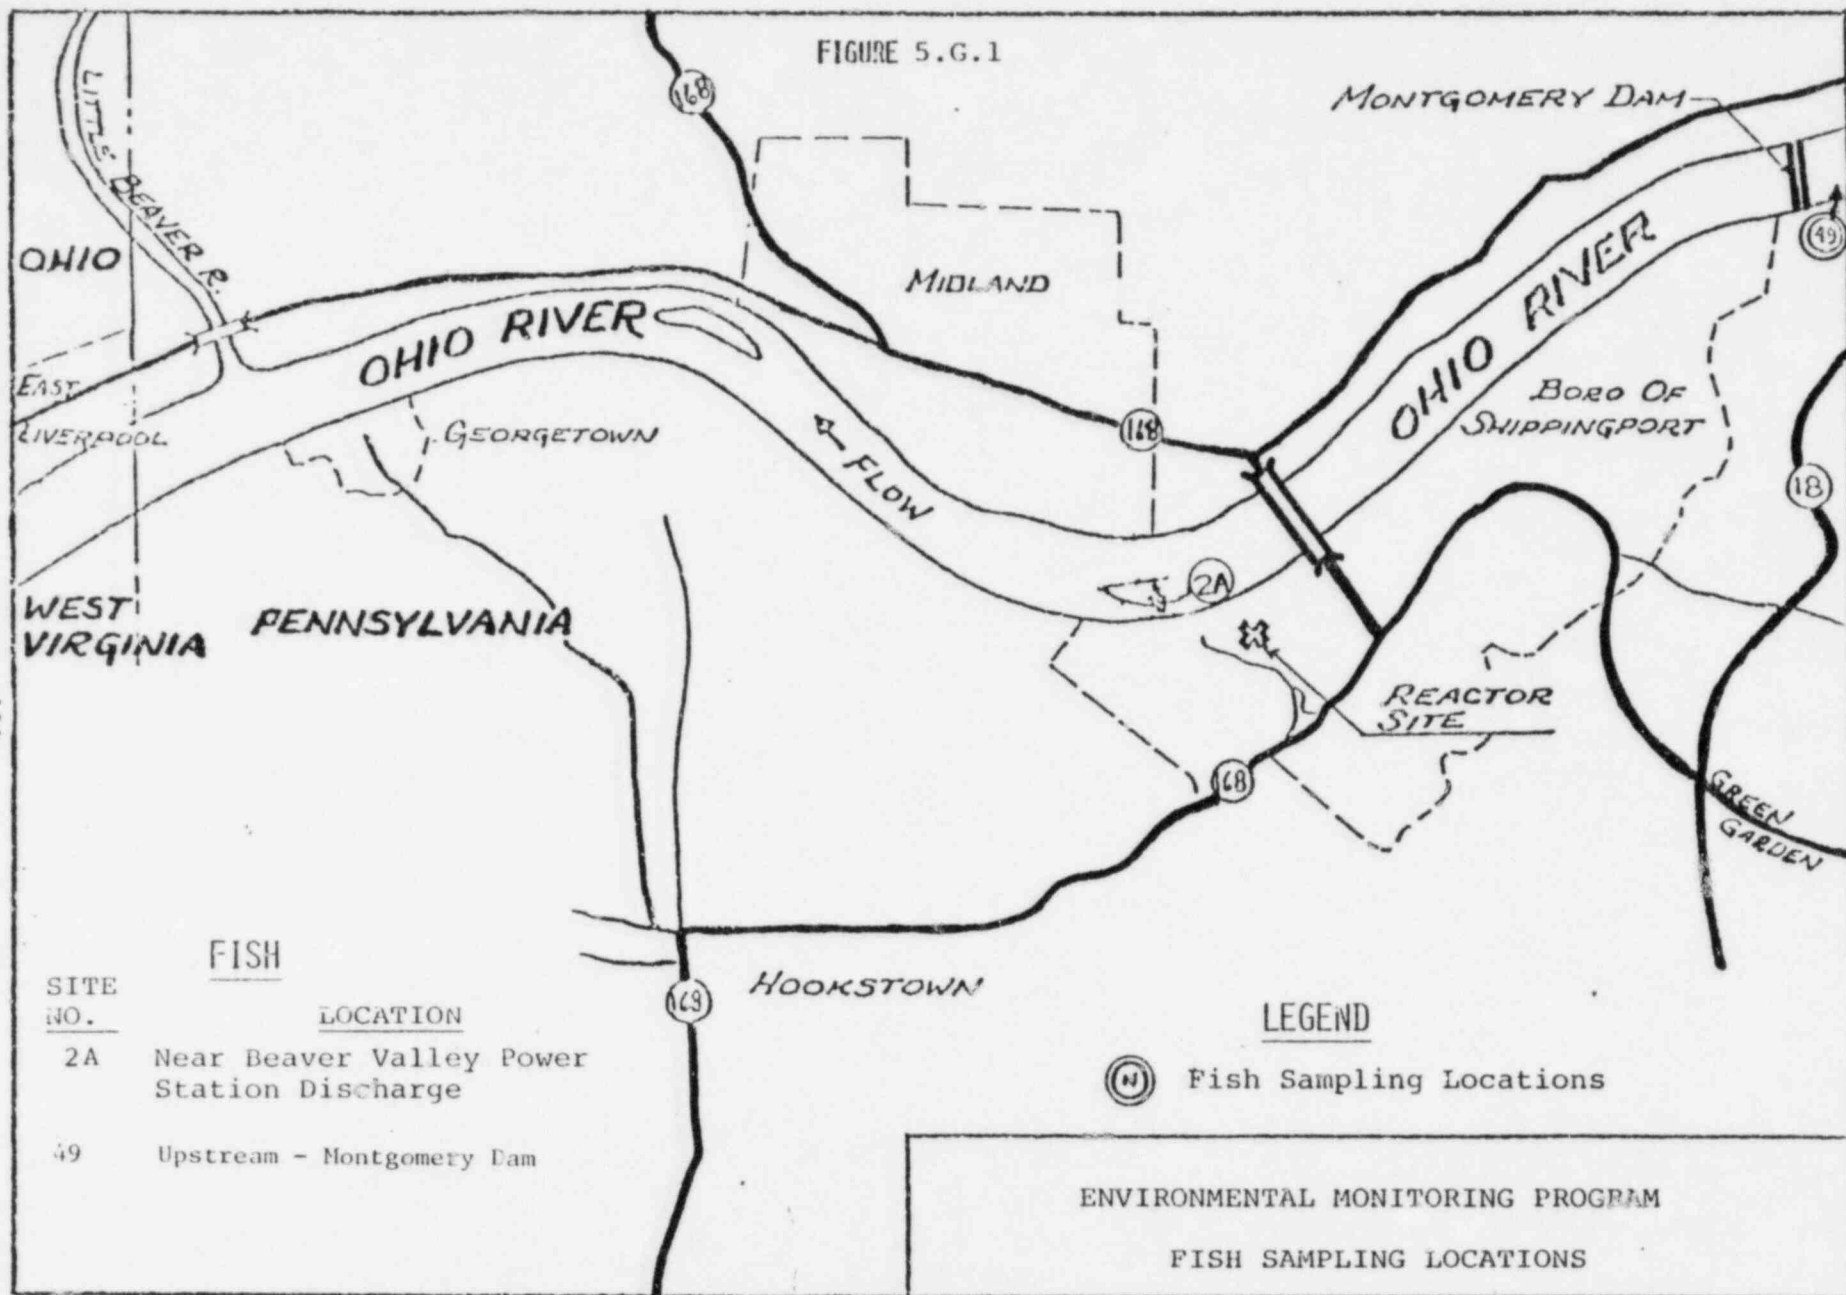 FIGURE 5.G.1
168
MONTGOMERY DAM
LITTLE BEAVER R.
49
OHIO
MIDLAND
OHIO RIVER
OHIO RIVER
EAST
LIVERPOOL
GEORGETOWN
BORO OF
SHIPPINGPORT
168
FLOW
18
2A
WEST
VIRGINIA
PENNSYLVANIA
REACTOR
SITE
168
GREEN
GARDEN
HOOKSTOWN
168
FISH
SITE
NO.
LOCATION
2A Near Beaver Valley Power
Station Discharge
49 Upstream - Montgomery Dam
LEGEND
N Fish Sampling Locations
ENVIRONMENTAL MONITORING PROGRAM
FISH SAMPLING LOCATIONS